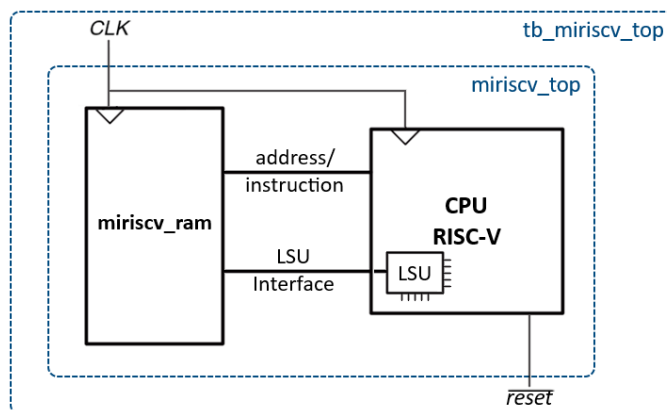 CLK
tb_miriscv_top
miriscv_top
address/
instruction
miriscv_ram
CPU
RISC-V
LSU
Interface
LSU
reset